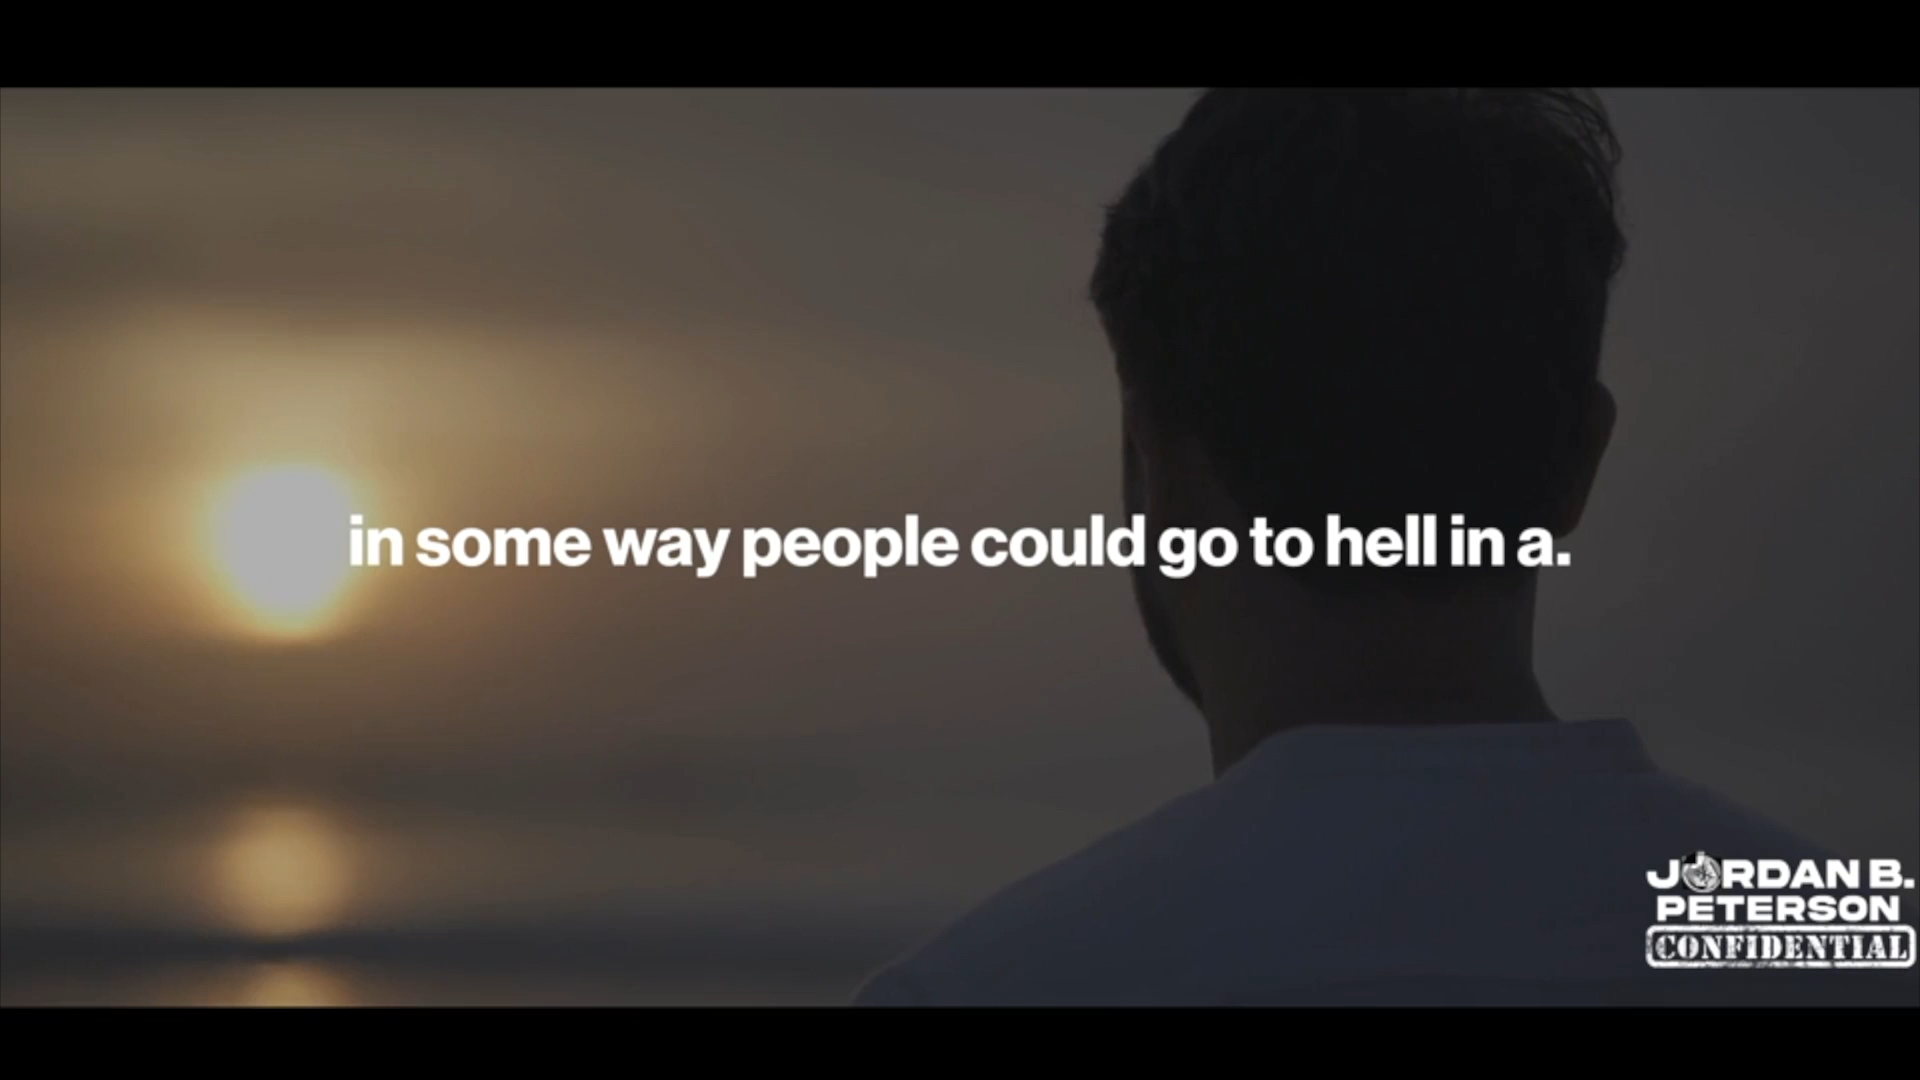 in some way people could go to hell in a.
JORDAN B.
PETERSON
CONFIDENTIAL